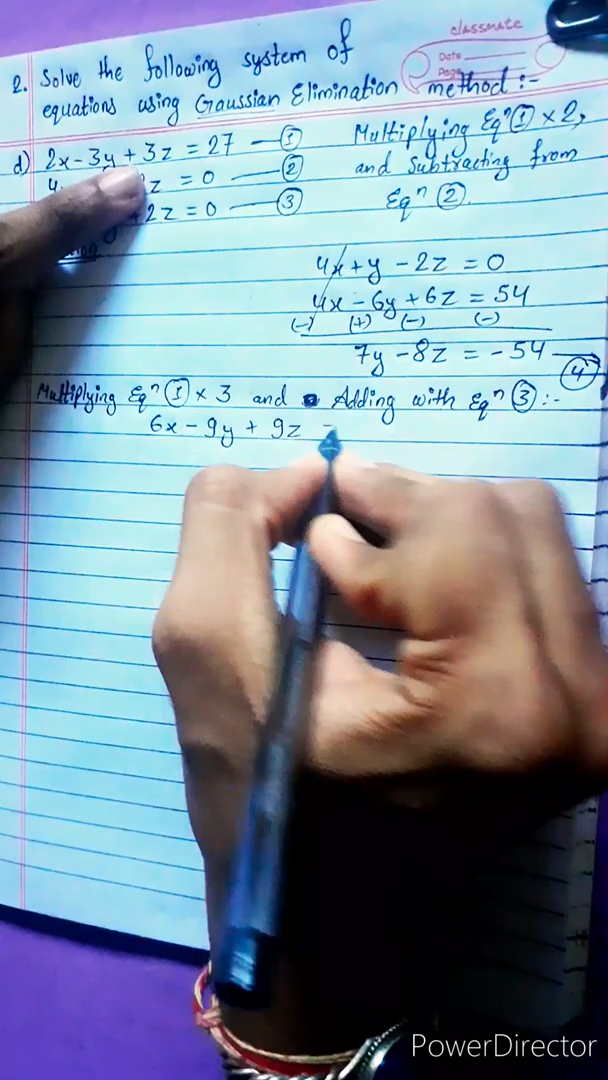 classmate
Date
Page
2. Solve the following system of
equations using Gaussian Elimination method :-
d) 2x - 3y + 3z = 27 — ①
4 2z = 0 — ②
+2z = 0 — ③
Multiplying Eqⁿ ① × 2,
and Subtracting from
Eqⁿ ②.
4x + y - 2z = 0
4x - 6y + 6z = 54
(-) (+) (-) (-)
7y - 8z = -54 — ④
Multiplying Eqⁿ ① × 3 and Adding with Eqⁿ ③ :-
6x - 9y + 9z
PowerDirector